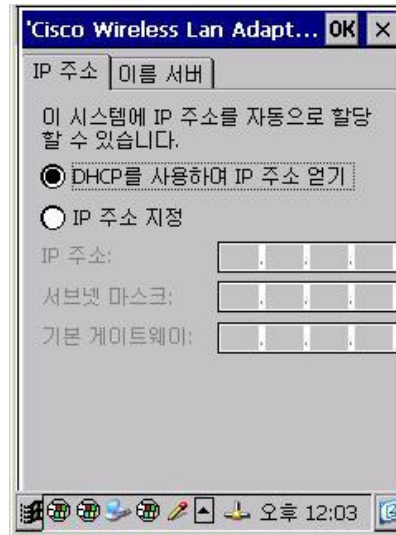 'Cisco Wireless Lan Adapt... OK ×
IP 주소 이름 서버
이 시스템에 IP 주소를 자동으로 할당
할 수 있습니다.
DHCP를 사용하여 IP 주소 얻기
IP 주소 지정
IP 주소:
서브넷 마스크:
기본 게이트웨이:
오후 12:03